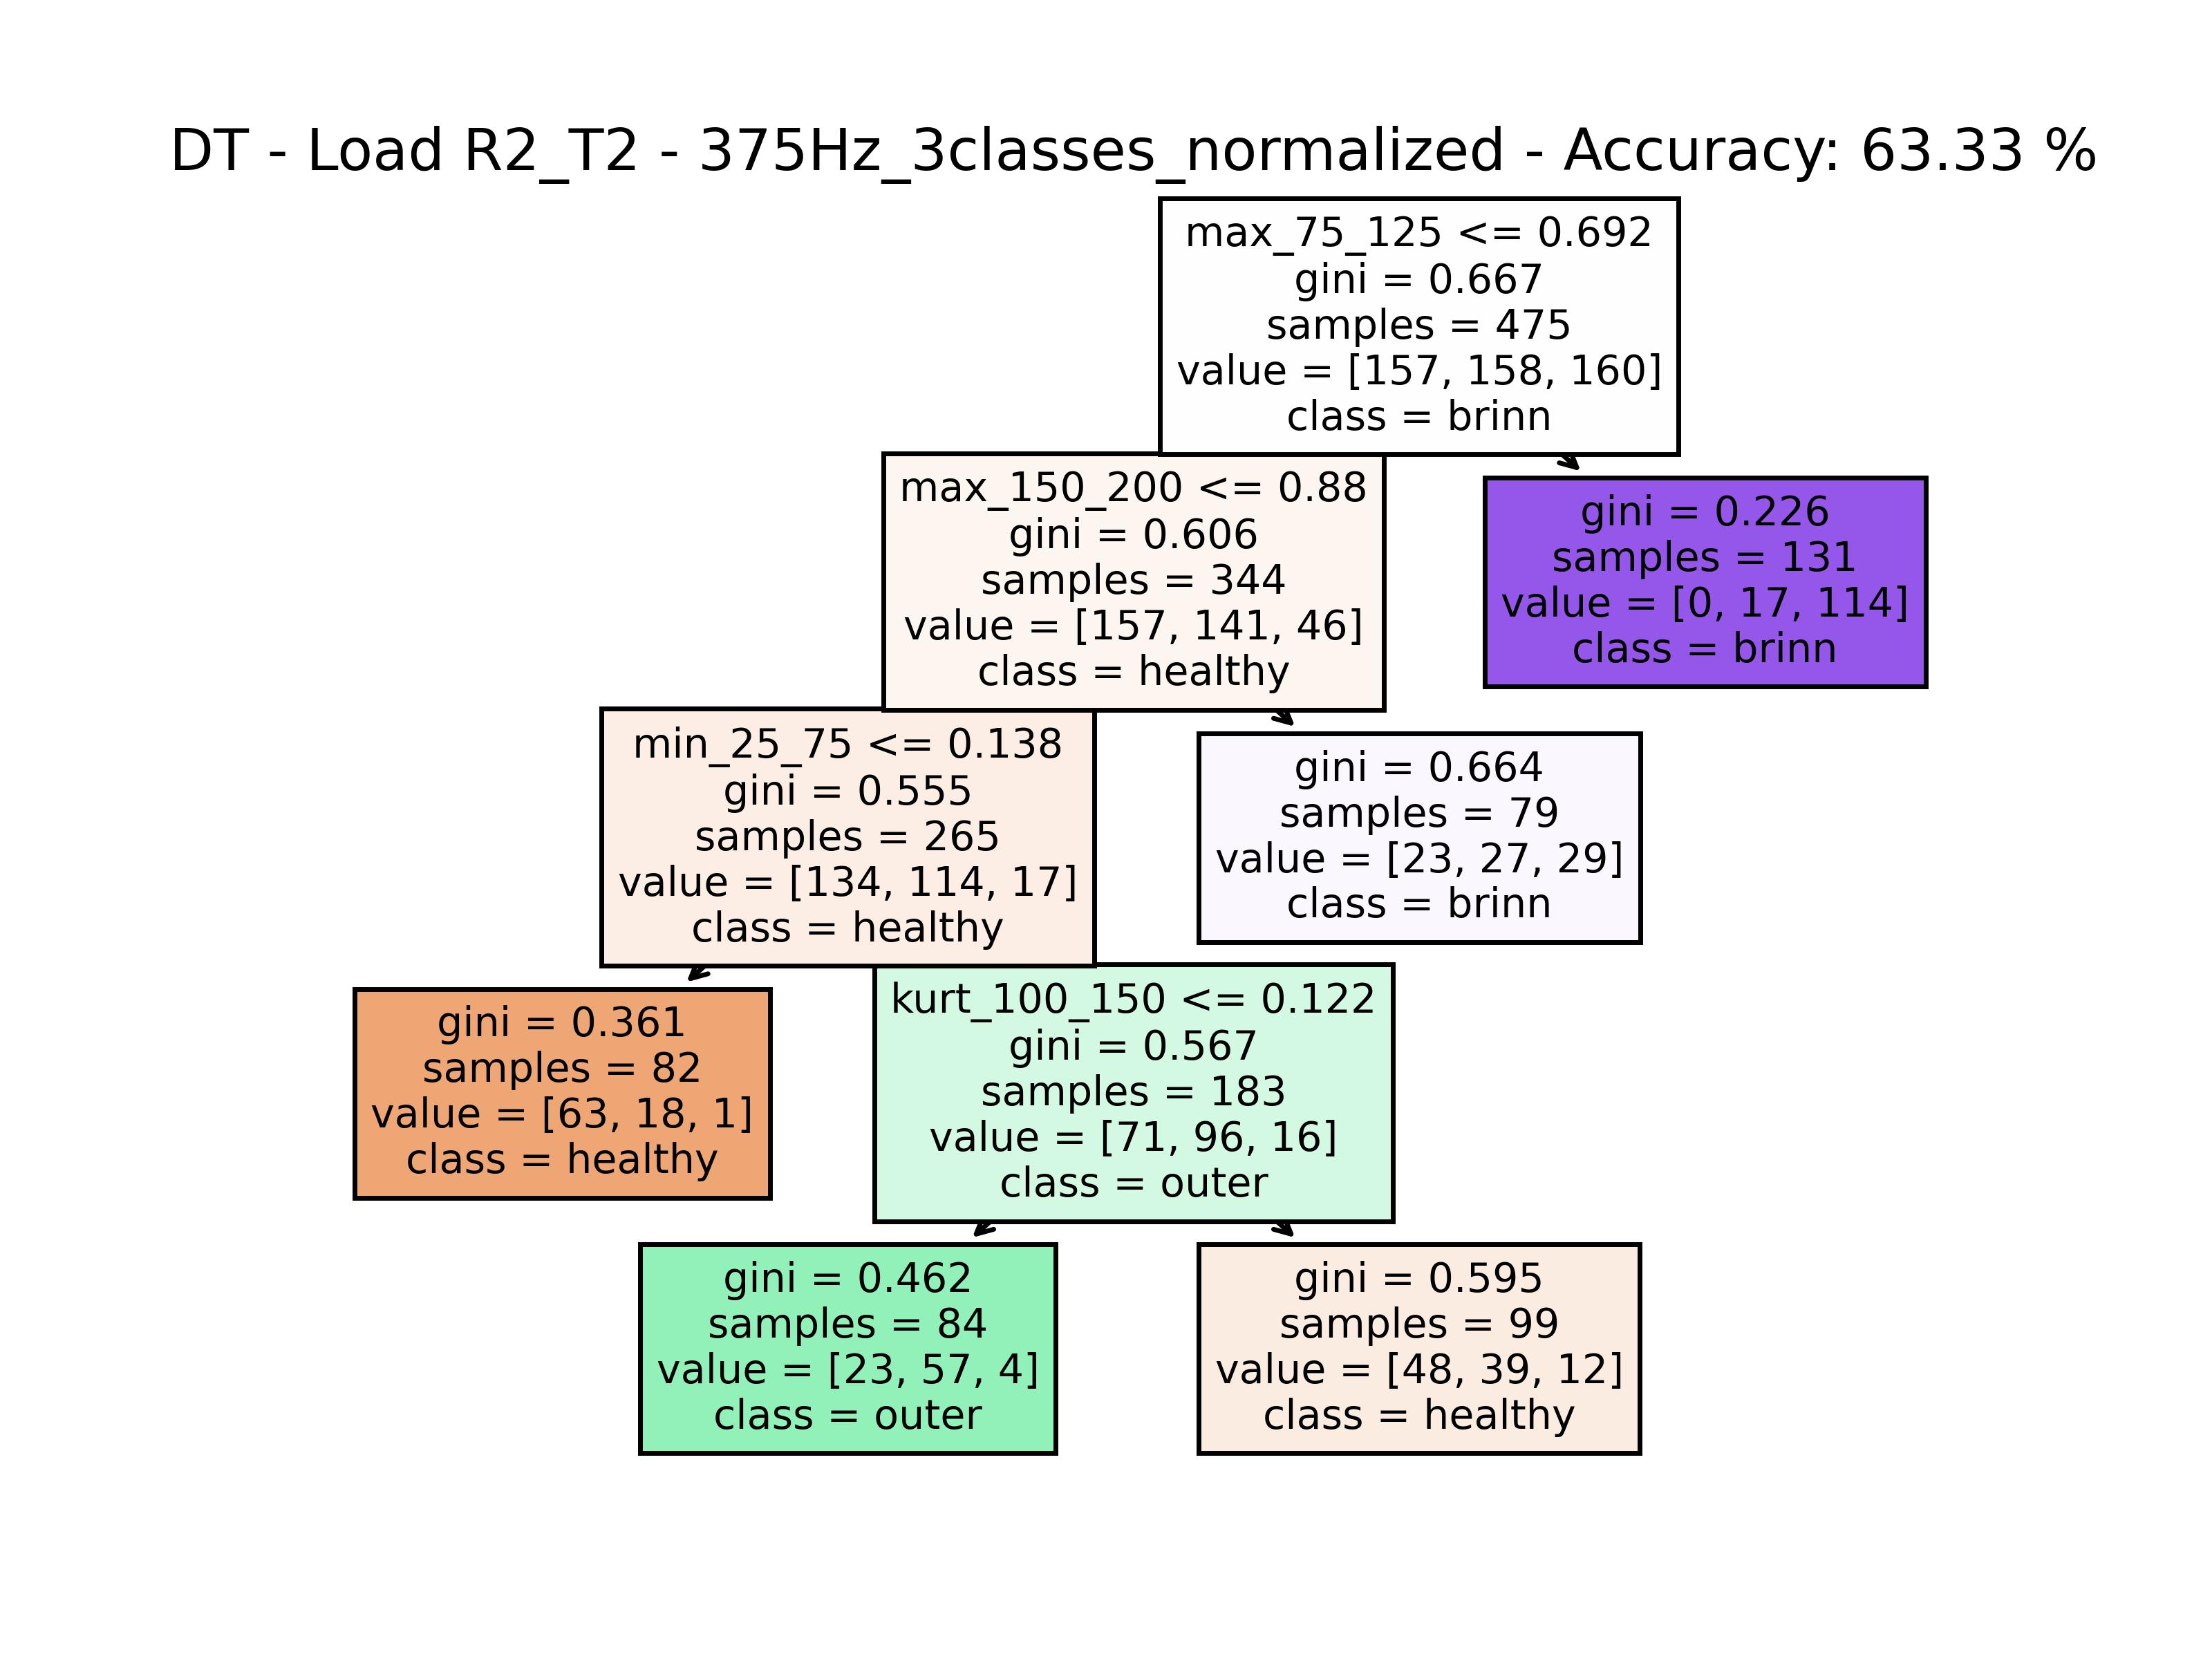 DT - Load R2_T2 - 375Hz_3classes_normalized - Accuracy: 63.33 %
max_75_125 <= 0.692
gini = 0.667
samples = 475
value = [157, 158, 160]
class = brinn
max_150_200 <= 0.88
gini = 0.606
samples = 344
value = [157, 141, 46]
class = healthy
gini = 0.226
samples = 131
value = [0, 17, 114]
class = brinn
min_25_75 <= 0.138
gini = 0.555
samples = 265
value = [134, 114, 17]
class = healthy
gini = 0.664
samples = 79
value = [23, 27, 29]
class = brinn
gini = 0.361
samples = 82
value = [63, 18, 1]
class = healthy
kurt_100_150 <= 0.122
gini = 0.567
samples = 183
value = [71, 96, 16]
class = outer
gini = 0.462
samples = 84
value = [23, 57, 4]
class = outer
gini = 0.595
samples = 99
value = [48, 39, 12]
class = healthy